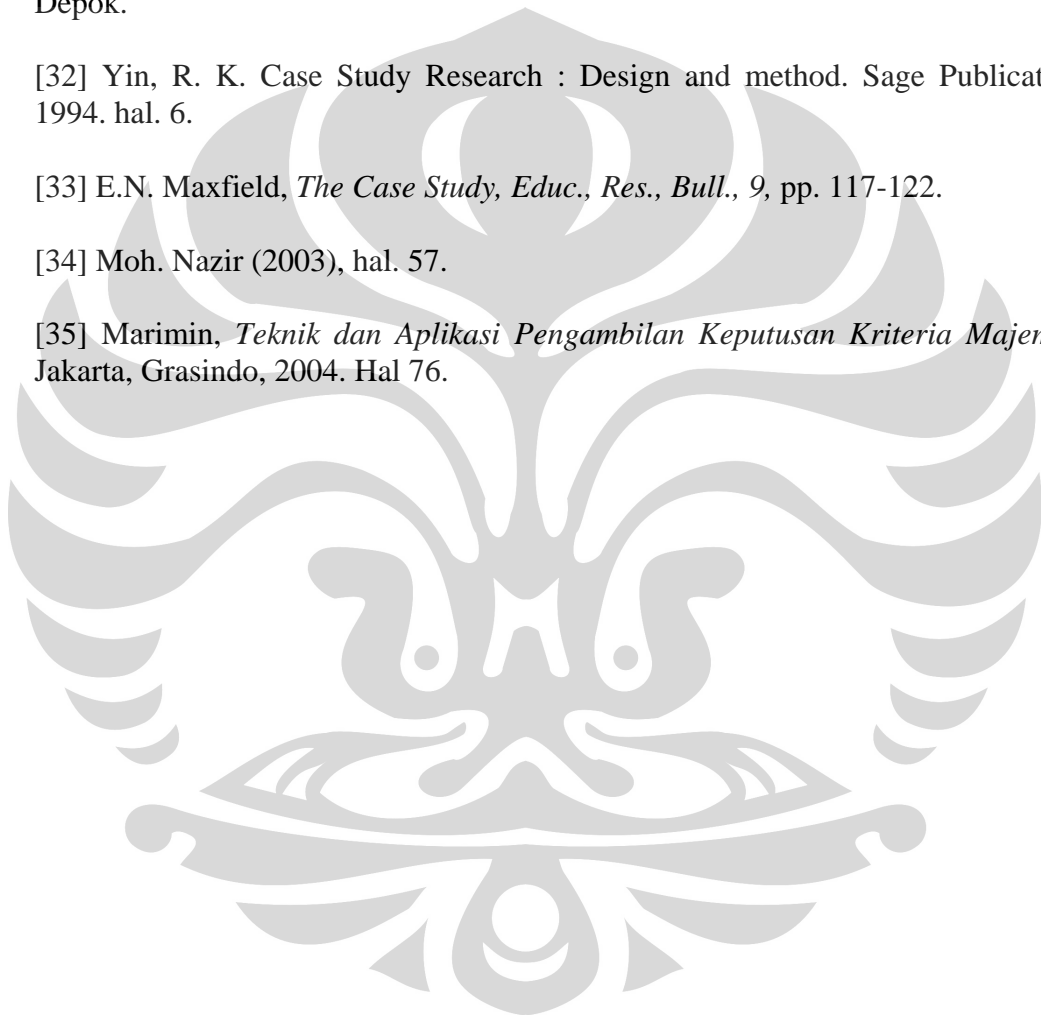 Depok.
[32] Yin, R. K. Case Study Research : Design and method. Sage Publicat
1994. hal. 6.
[33] E.N. Maxfield, The Case Study, Educ., Res., Bull., 9, pp. 117-122.
[34] Moh. Nazir (2003), hal. 57.
[35] Marimin, Teknik dan Aplikasi Pengambilan Keputusan Kriteria Majem
Jakarta, Grasindo, 2004. Hal 76.